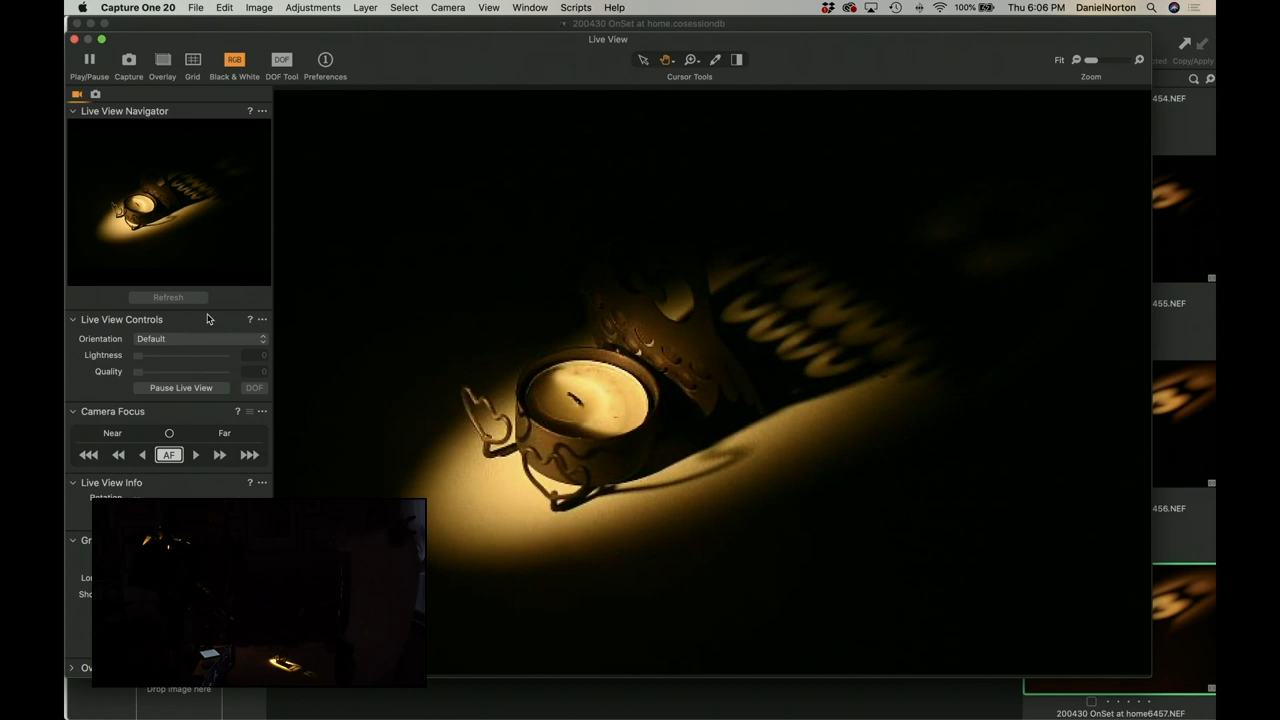 Capture One 20 File Edit Image Adjustments Layer Select Camera View Window Scripts Help 100% Thu 6:06 PM DanielNorton
200430 OnSet at home.cosessiondb
Live View
RGB DOF Fit
Play/Pause Capture Overlay Grid Black & White DOF Tool Preferences Cursor Tools Zoom Copy/Apply
Live View Navigator ?
454.NEF
Refresh
455.NEF
Live View Controls ?
Orientation Default
Lightness 0
Quality 0
Pause Live View DOF
Camera Focus ?
Near Far
AF
Live View Info ?
456.NEF
Drop image here
200430 OnSet at home6457.NEF